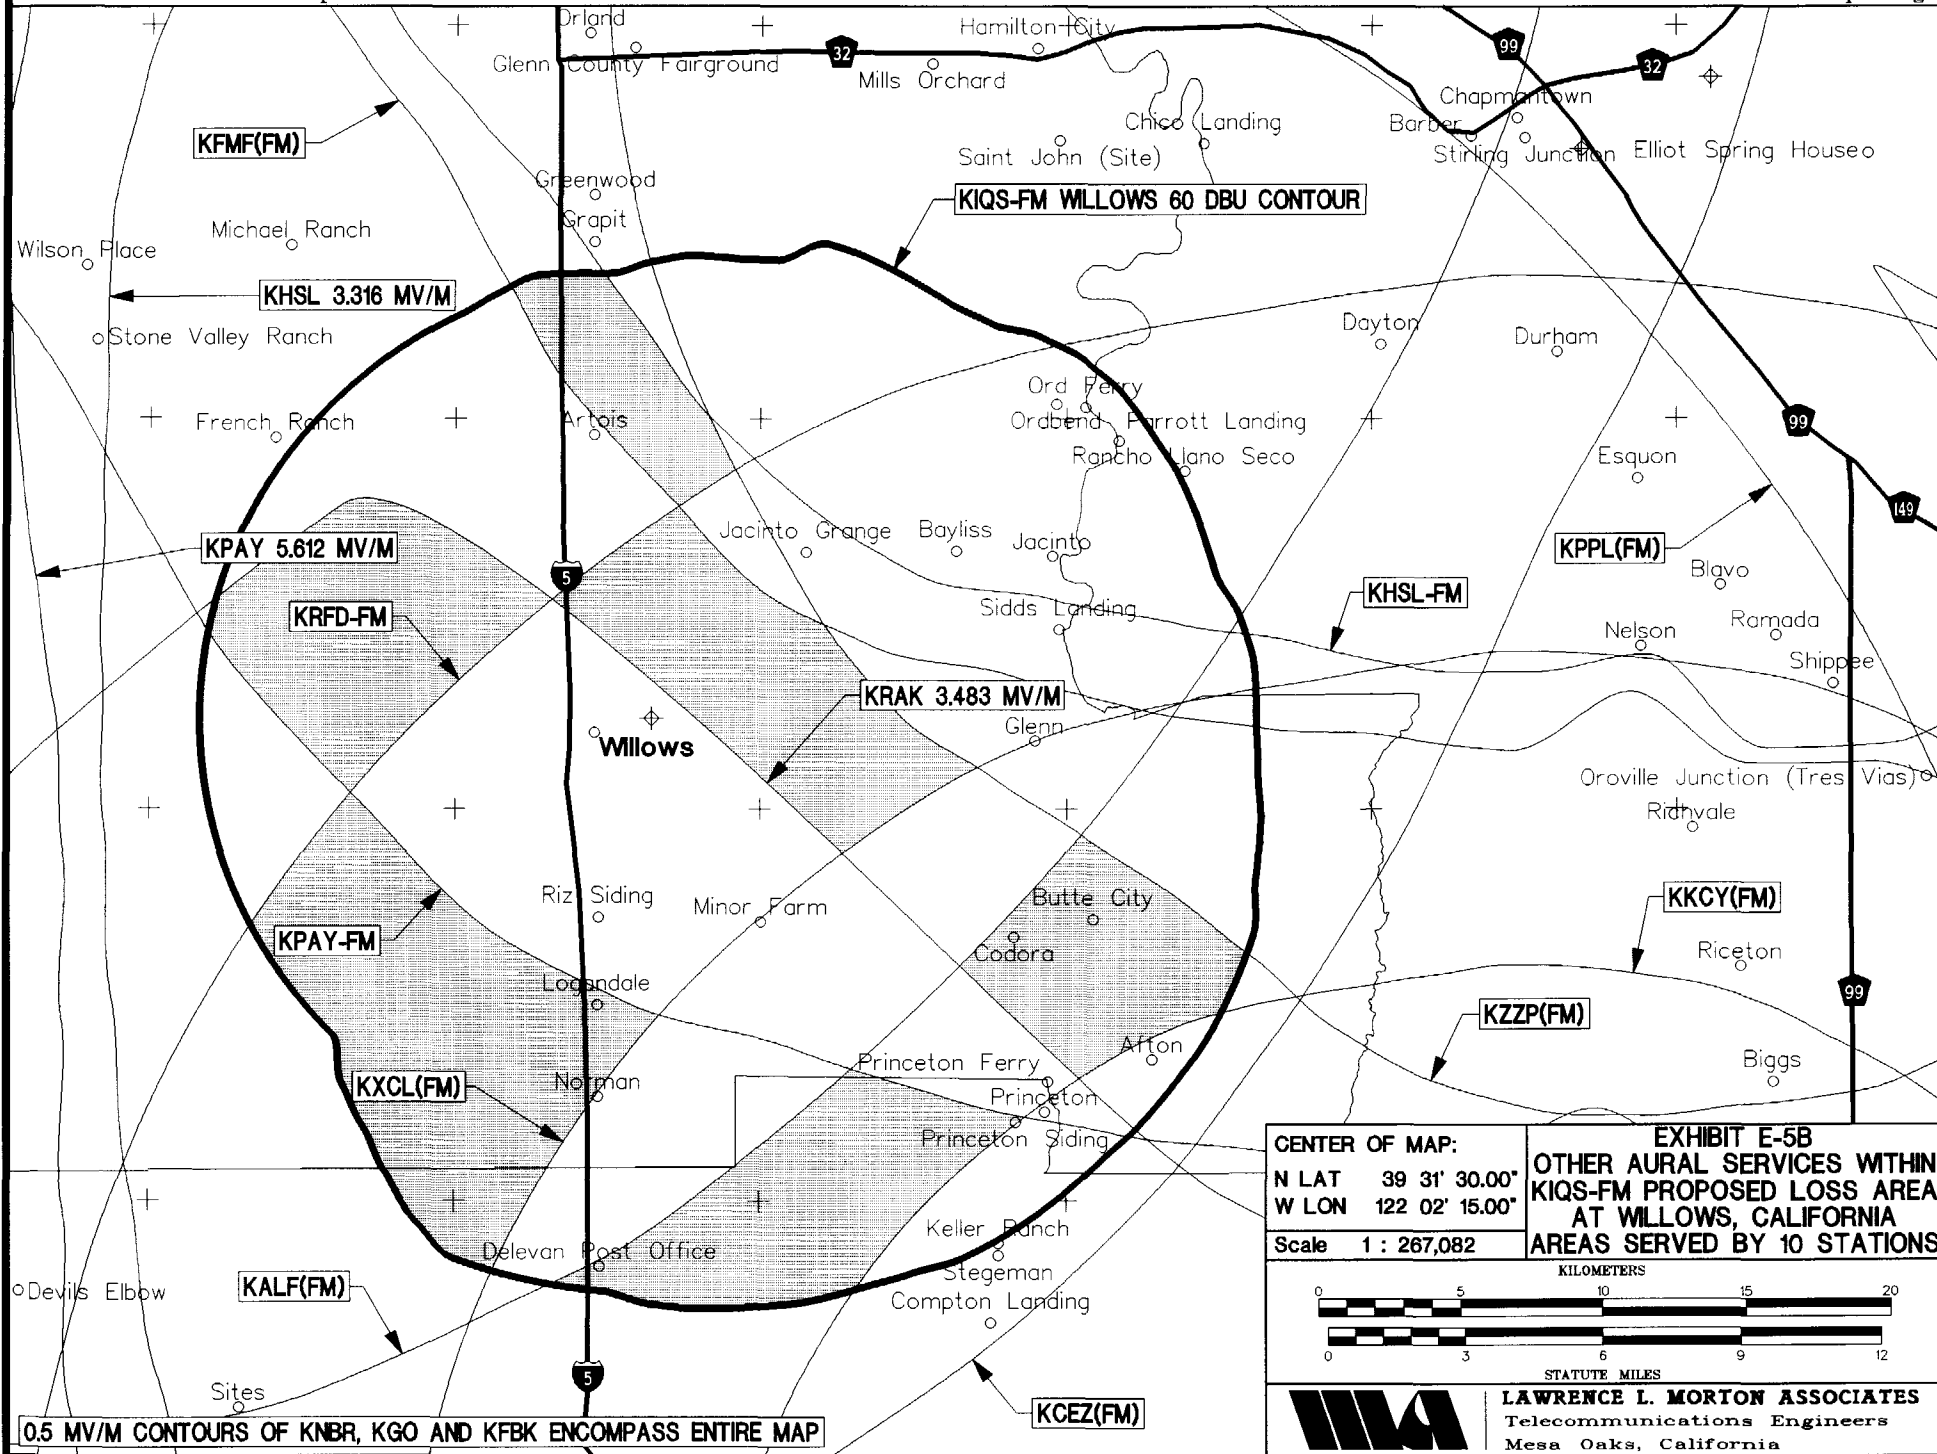 Orland
Hamilton City
Glenn County Fairground
32
Mills Orchard
99
32
Chapmantown
KFMF(FM)
Chico Landing
Barber
Saint John (Site)
Stirling Junction
Elliot Spring Houseo
Greenwood
KIQS-FM WILLOWS 60 DBU CONTOUR
Grapit
Michael Ranch
Wilson Place
KHSL 3.316 MV/M
Stone Valley Ranch
Dayton
Durham
Ord Ferry
French Ranch
Artois
Ordbend
Parrott Landing
99
Rancho Llano Seco
Esquon
149
Jacinto Grange
Bayliss
Jacinto
KPAY 5.612 MV/M
KPPL(FM)
5
Blavo
KRFD-FM
Sidds Landing
KHSL-FM
Nelson
Ramada
Shippee
KRAK 3.483 MV/M
Glenn
Willows
Oroville Junction (Tres Vias)
Richvale
Riz Siding
Minor Farm
Butte City
KKCY(FM)
KPAY-FM
Codora
Riceton
Logandale
99
KZZP(FM)
Afton
Princeton Ferry
Biggs
KXCL(FM)
Norman
Princeton
Princeton Siding
CENTER OF MAP:
N LAT 39 31' 30.00"
W LON 122 02' 15.00"
Scale 1 : 267,082
EXHIBIT E-5B
OTHER AURAL SERVICES WITHIN
KIQS-FM PROPOSED LOSS AREA
AT WILLOWS, CALIFORNIA
AREAS SERVED BY 10 STATIONS
Keller Ranch
Delevan Post Office
Stegeman
Devils Elbow
KALF(FM)
Compton Landing
KILOMETERS
0 5 10 15 20
0 3 6 9 12
STATUTE MILES
5
Sites
KCEZ(FM)
LAWRENCE L. MORTON ASSOCIATES
Telecommunications Engineers
Mesa Oaks, California
0.5 MV/M CONTOURS OF KNBR, KGO AND KFBK ENCOMPASS ENTIRE MAP